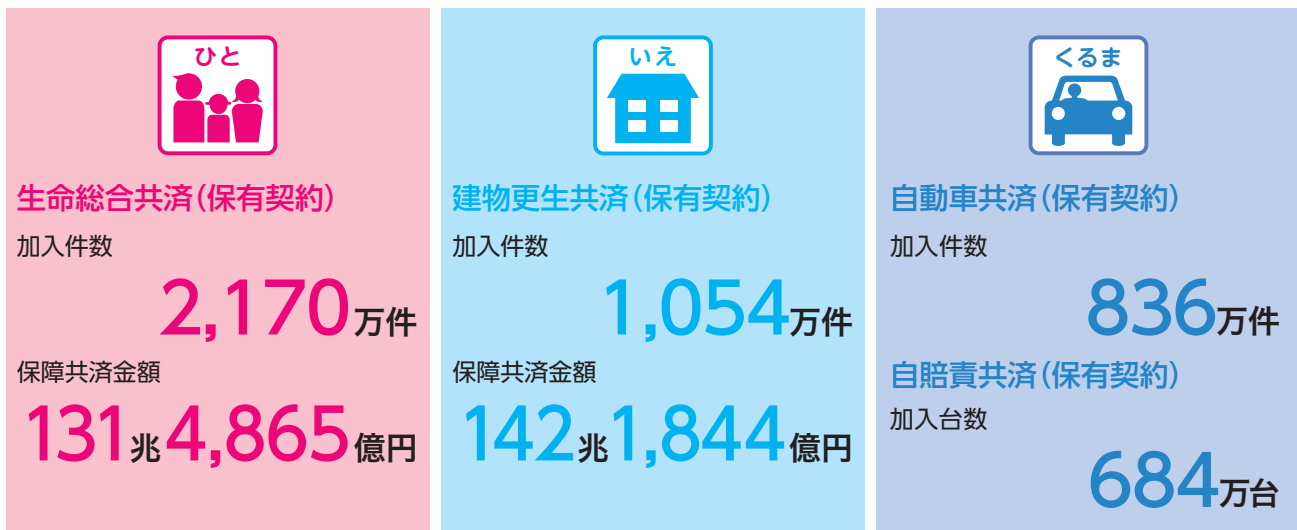 ひと
生命総合共済(保有契約)
加入件数
2,170万件
保障共済金額
131兆4,865億円
いえ
建物更生共済(保有契約)
加入件数
1,054万件
保障共済金額
142兆1,844億円
くるま
自動車共済(保有契約)
加入件数
836万件
自賠責共済(保有契約)
加入台数
684万台